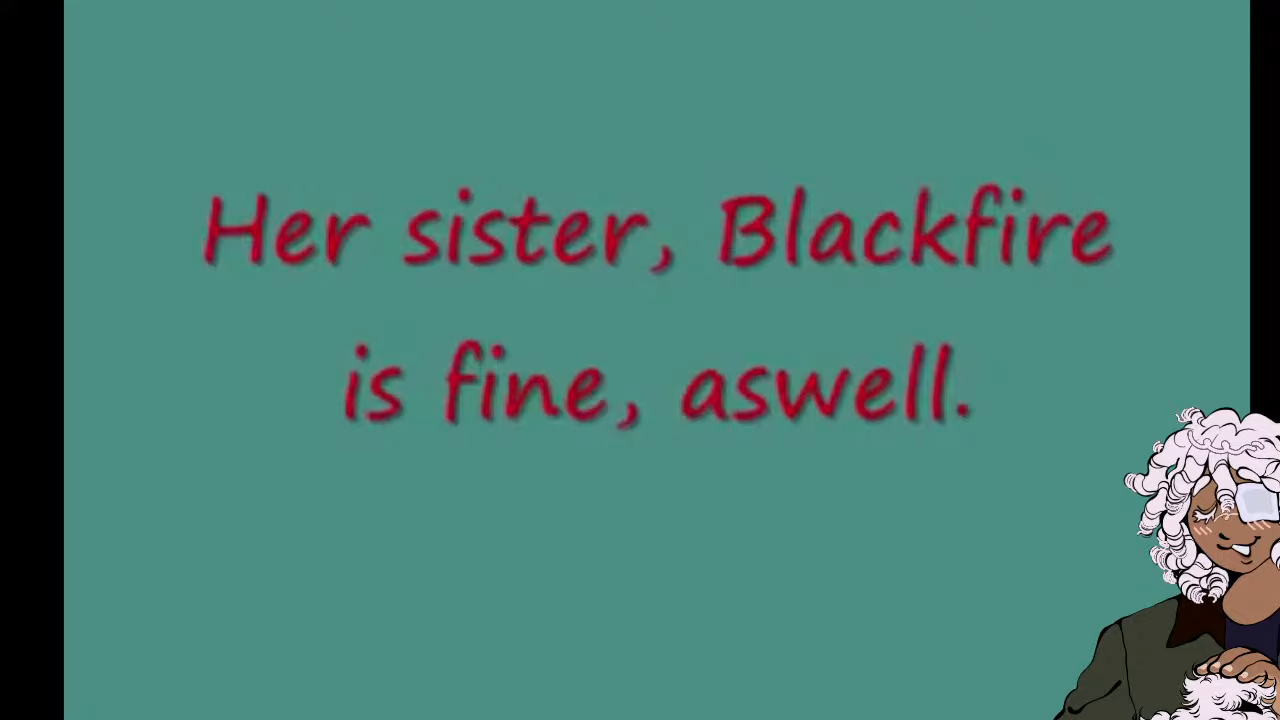 Her sister, Blackfire
is fine, aswell.